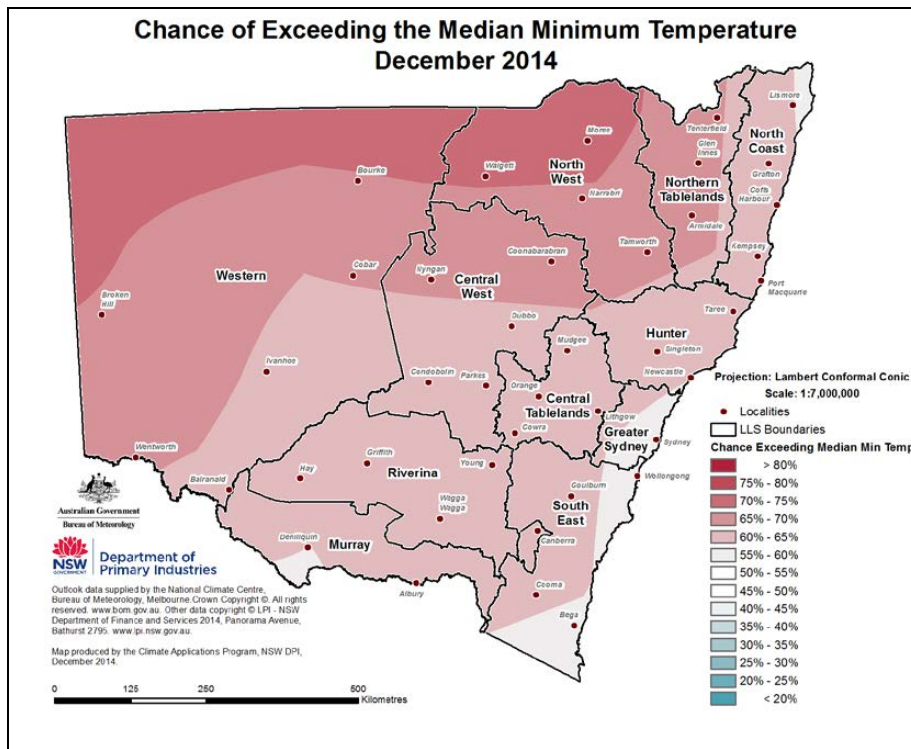 Chance of Exceeding the Median Minimum Temperature
December 2014
Lismore
Tenterfield
Moree
North
Coast
Glen
Innes
North
West
Walgett
Bourke
Grafton
Northern
Tablelands
Narrabri
Coffs
Harbour
Armidale
Tamworth
Coonabarabran
Kempsey
Western
Cobar
Nyngan
Central
West
Port
Macquarie
Broken
Hill
Taree
Dubbo
Hunter
Mudgee
Singleton
Ivanhoe
Newcastle
Condobolin
Parkes
Orange
Central
Tablelands
Lithgow
Greater
Sydney
Sydney
Cowra
Wentworth
Griffith
Young
Riverina
Hay
Balranald
Wollongong
Goulburn
South
East
Wagga
Wagga
Deniliquin
Murray
Canberra
Albury
Cooma
Bega
Projection: Lambert Conformal Conic
Scale: 1:7,000,000
Localities
LLS Boundaries
Chance Exceeding Median Min Temp
> 80%
75% - 80%
70% - 75%
65% - 70%
60% - 65%
55% - 60%
50% - 55%
45% - 50%
40% - 45%
35% - 40%
30% - 35%
25% - 30%
20% - 25%
< 20%
Australian Government
Bureau of Meteorology
NSW
GOVERNMENT
Department of
Primary Industries
Outlook data supplied by the National Climate Centre,
Bureau of Meteorology, Melbourne.Crown Copyright ©. All rights
reserved. www.bom.gov.au. Other data copyright © LPI - NSW
Department of Finance and Services 2014, Panorama Avenue,
Bathurst 2795. www.lpi.nsw.gov.au.
Map produced by the Climate Applications Program, NSW DPI,
December 2014.
0 125 250 500
Kilometres